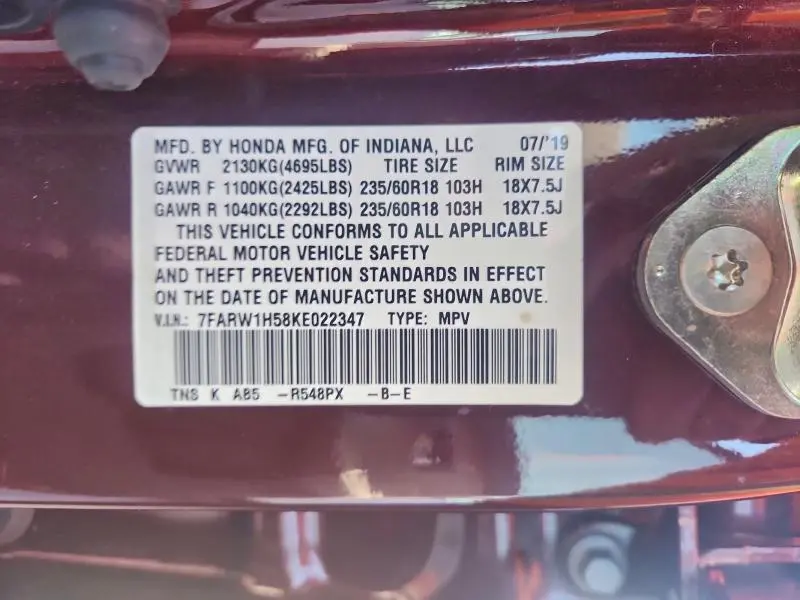 MFD. BY HONDA MFG. OF INDIANA, LLC 07/'19
GVWR 2130KG(4695LBS) TIRE SIZE RIM SIZE
GAWR F 1100KG(2425LBS) 235/60R18 103H 18X7.5J
GAWR R 1040KG(2292LBS) 235/60R18 103H 18X7.5J
THIS VEHICLE CONFORMS TO ALL APPLICABLE
FEDERAL MOTOR VEHICLE SAFETY
AND THEFT PREVENTION STANDARDS IN EFFECT
ON THE DATE OF MANUFACTURE SHOWN ABOVE.
V.I.N.: 7FARW1H58KE022347 TYPE: MPV
TNS K A85 -R548PX -B-E